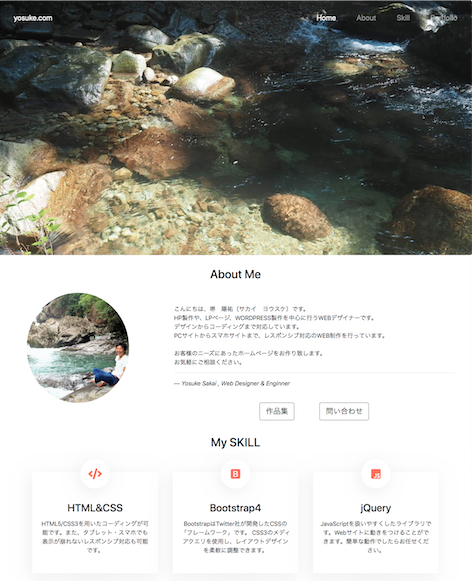 yosuke.com
Home About Skill Portfolio
About Me
こんにちは、堺　陽祐（サカイ　ヨウスケ）です。
HP製作や、LPページ、WORDPRESS製作を中心に行うWEBデザイナーです。
デザインからコーディングまで対応しています。
PCサイトからスマホサイトまで、レスポンシブ対応のWEB制作を行っています。
お客様のニーズにあったホームページをお作り致します。
お気軽にご相談ください。
— Yosuke Sakai , Web Designer & Enginner
作品集 問い合わせ
My SKILL
HTML&CSS
HTML5/CSS3を用いたコーディングが可
能です。また、タブレット・スマホでも
表示が崩れないレスポンシブ対応も可能
です。
Bootstrap4
BootstrapはTwitter社が開発したCSSの
「フレームワーク」です。 CSS3のメディ
アクエリを使用し、レイアウトデザイン
を柔軟に調整できます。
jQuery
JavaScriptを扱いやすくしたライブラリで
す。Webサイトに動きをつけることがで
きます。簡単な動作でしたらお任せくださ
い。